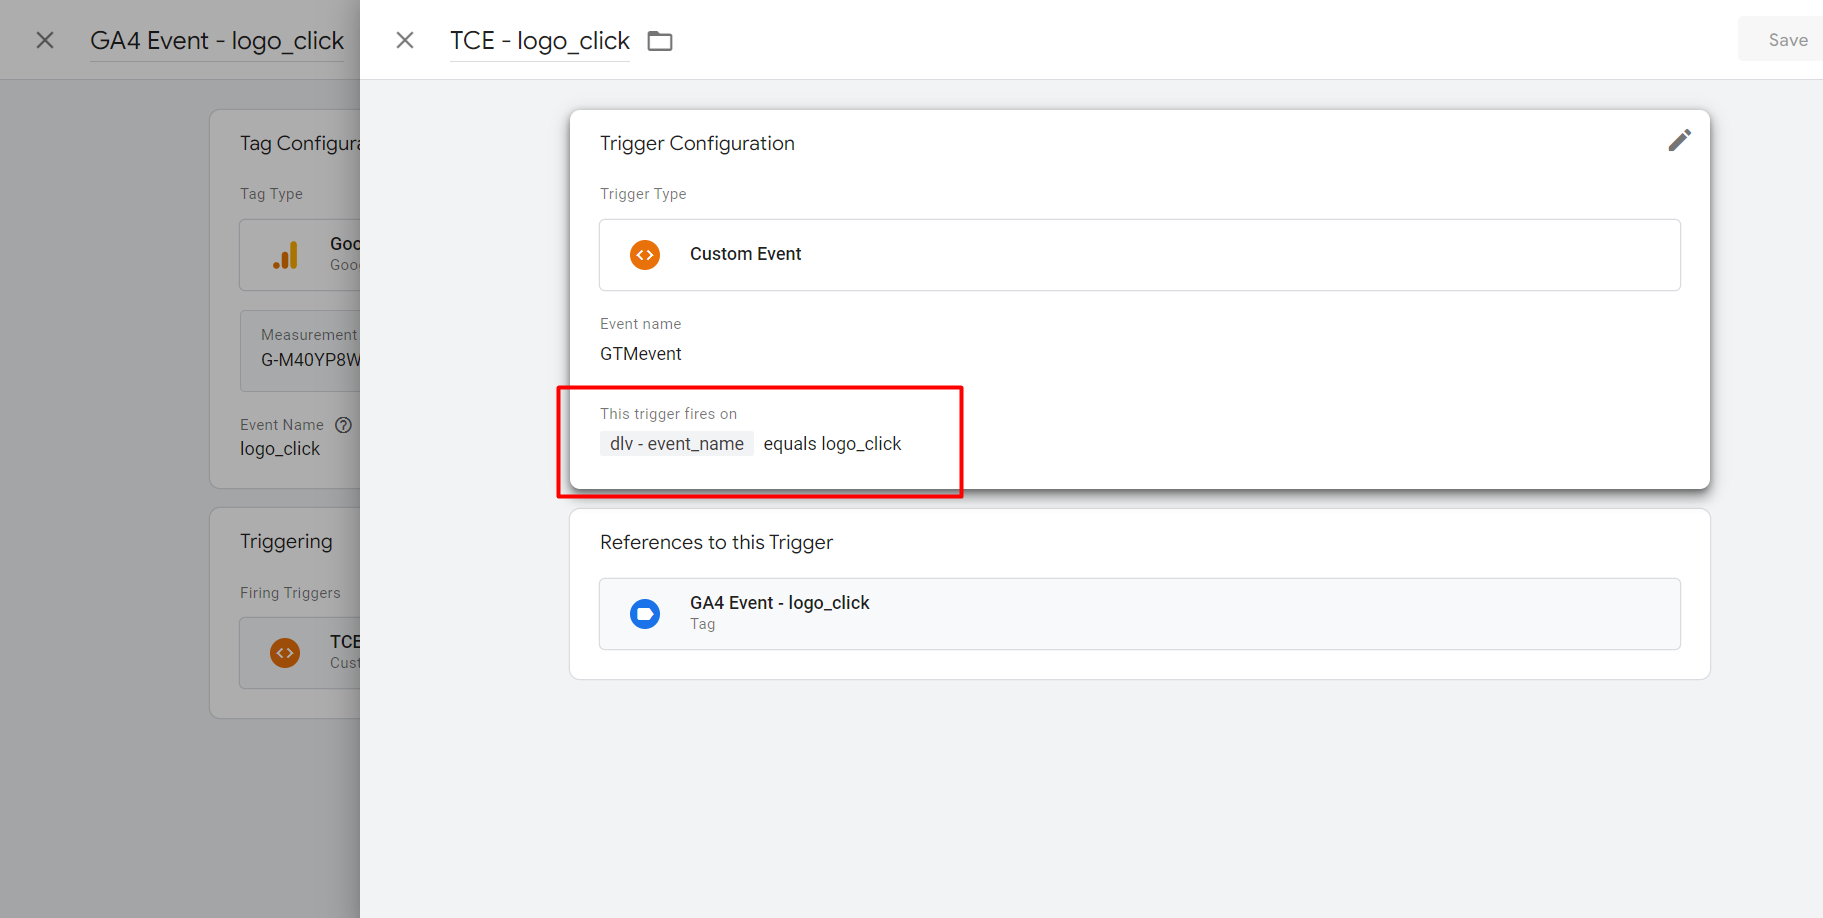 GA4 Event - logo_click
Tag Configura
Tag Type
Goo
Goo
Measurement
G-M40YP8W
Event Name
logo_click
Triggering
Firing Triggers
TCE
Cust
TCE - logo_click
Save
Trigger Configuration
Trigger Type
Custom Event
Event name
GTMevent
This trigger fires on
dlv - event_name equals logo_click
References to this Trigger
GA4 Event - logo_click
Tag